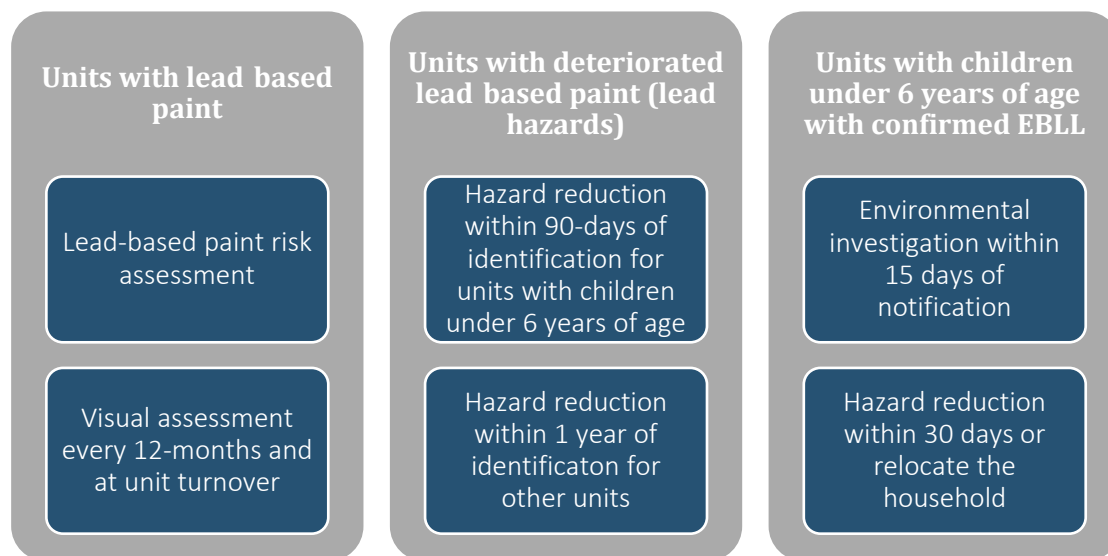 Units with lead based
paint
Lead-based paint risk
assessment
Visual assessment
every 12-months and
at unit turnover
Units with deteriorated
lead based paint (lead
hazards)
Hazard reduction
within 90-days of
identification for
units with children
under 6 years of age
Hazard reduction
within 1 year of
identificaton for
other units
Units with children
under 6 years of age
with confirmed EBLL
Environmental
investigation within
15 days of
notification
Hazard reduction
within 30 days or
relocate the
household